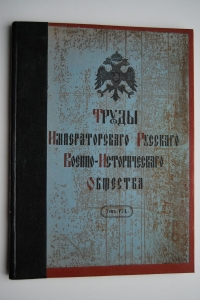 Труды
Императорскаго Русскаго
Военно-Историческаго
Общества